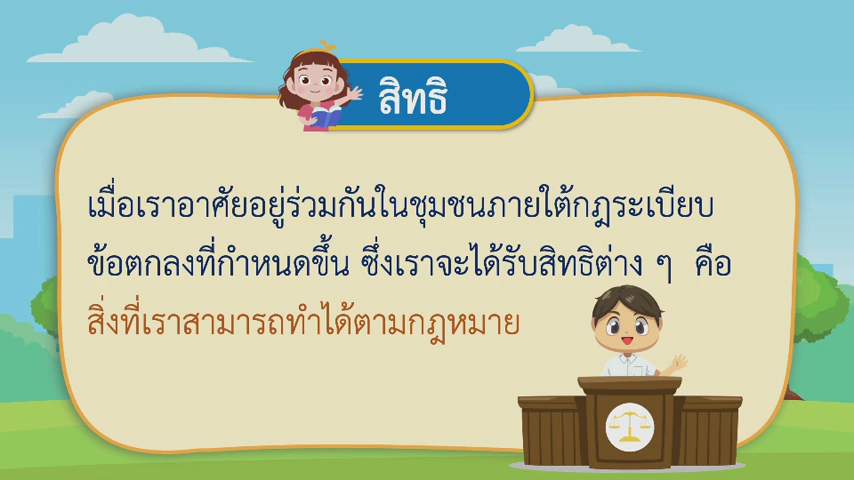 สิทธิ
เมื่อเราอาศัยอยู่ร่วมกันในชุมชนภายใต้กฎระเบียบ
ข้อตกลงที่กำหนดขึ้น ซึ่งเราจะได้รับสิทธิต่าง ๆ คือ
สิ่งที่เราสามารถทำได้ตามกฎหมาย